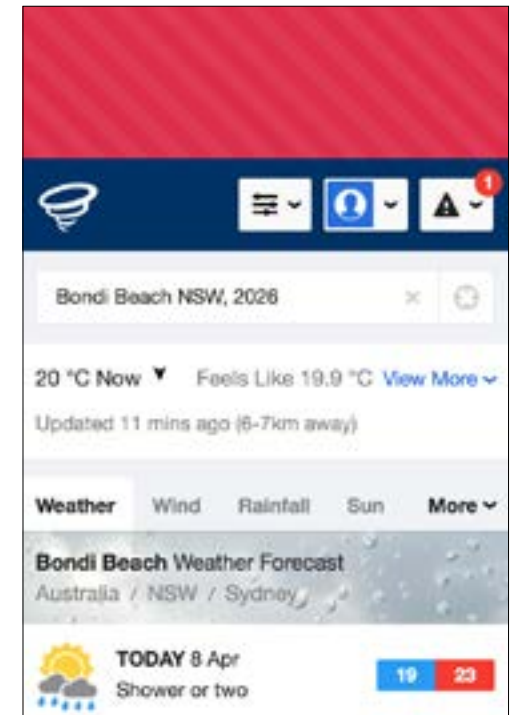 1
Bondi Beach NSW, 2026
20 °C Now Feels Like 19.9 °C View More
Updated 11 mins ago (6-7km away)
Weather Wind Rainfall Sun More
Bondi Beach Weather Forecast
Australia / NSW / Sydney
TODAY 8 Apr 19 23
Shower or two